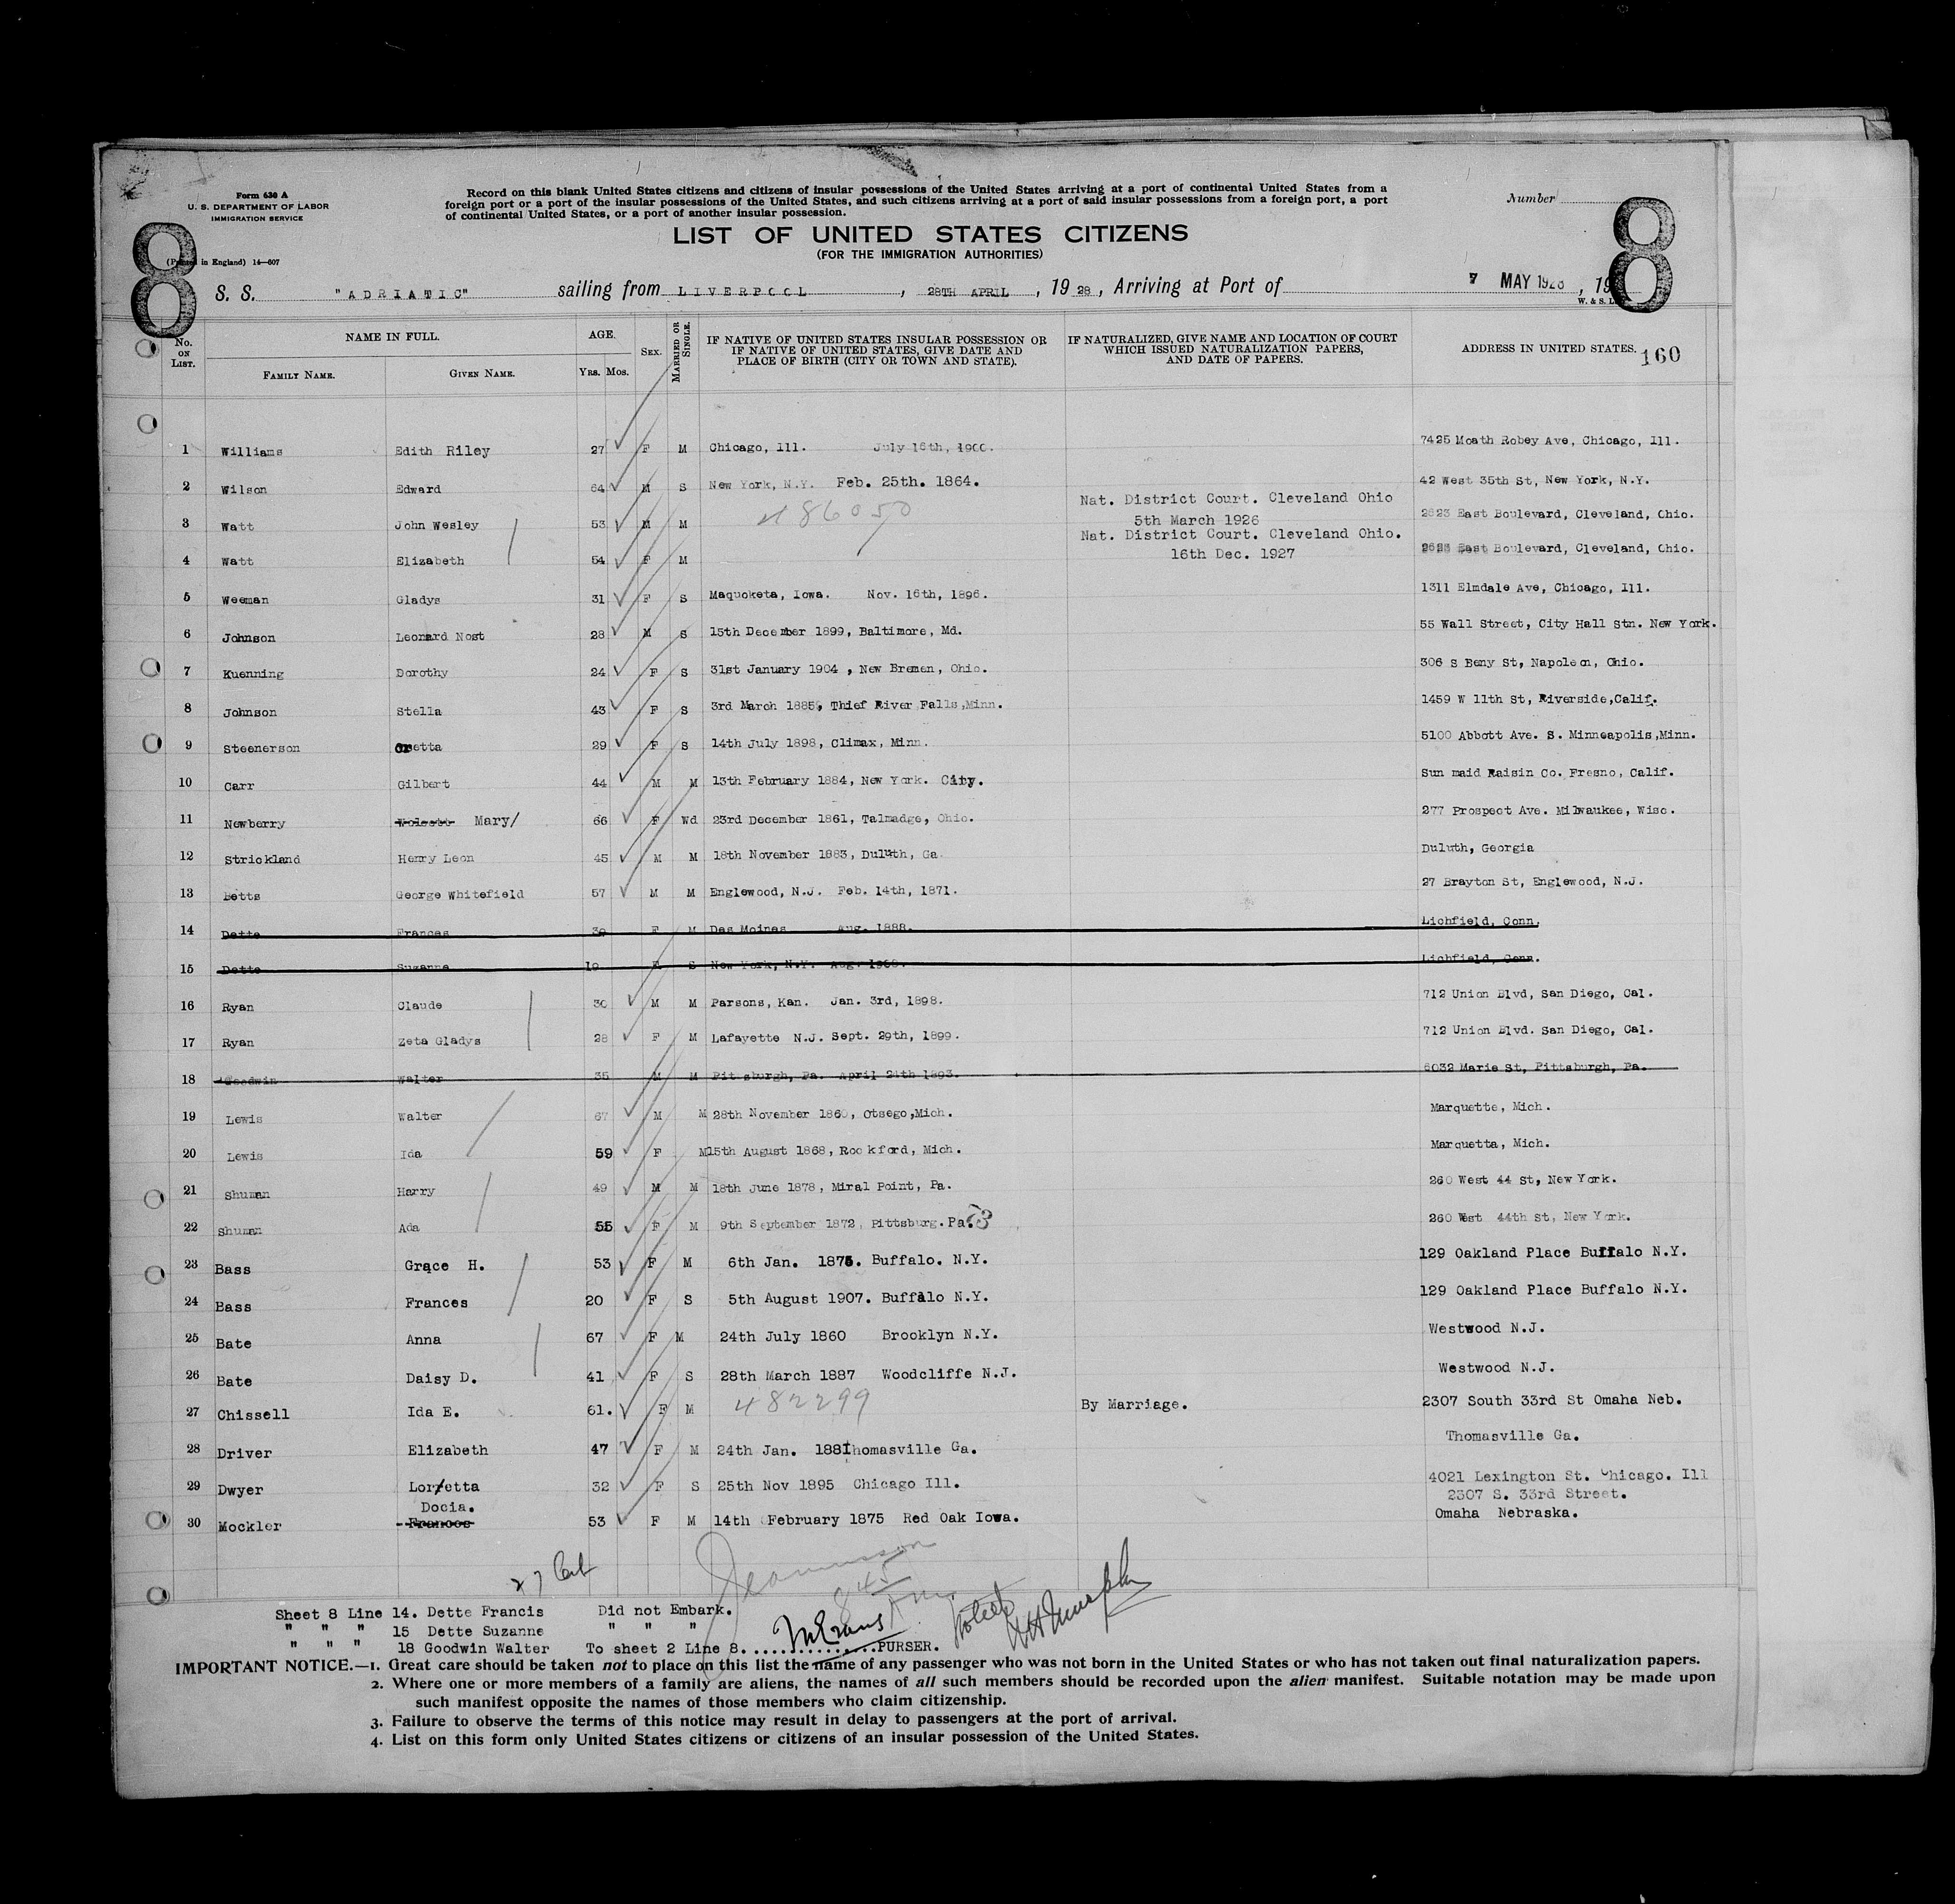 Form 630 A
U. S. DEPARTMENT OF LABOR
IMMIGRATION SERVICE
(Printed in England) 14—607
Record on this blank United States citizens and citizens of insular possessions of the United States arriving at a port of continental United States from a
foreign port or a port of the insular possessions of the United States, and such citizens arriving at a port of said insular possessions from a foreign port, a port
of continental United States, or a port of another insular possession.
Number
8 8
LIST OF UNITED STATES CITIZENS
(FOR THE IMMIGRATION AUTHORITIES)
S. S. "ADRIATIC" sailing from LIVERPOOL, 28TH APRIL, 19 28, Arriving at Port of 7 MAY 1928, 19
W. & S. L
No. ON LIST. NAME IN FULL. FAMILY NAME. GIVEN NAME. AGE. YRS. MOS. SEX. MARRIED OR SINGLE. IF NATIVE OF UNITED STATES INSULAR POSSESSION OR IF NATIVE OF UNITED STATES, GIVE DATE AND PLACE OF BIRTH (CITY OR TOWN AND STATE). IF NATURALIZED, GIVE NAME AND LOCATION OF COURT WHICH ISSUED NATURALIZATION PAPERS, AND DATE OF PAPERS. ADDRESS IN UNITED STATES. 160
1 Williams Edith Riley 27 F M Chicago, Ill. July 16th, 1900. 7425 Moath Robey Ave, Chicago, Ill.
2 Wilson Edward 64 M S New York, N.Y. Feb. 25th. 1864. 42 West 35th St, New York, N.Y.
3 Watt John Wesley 53 M M 486050 Nat. District Court. Cleveland Ohio 5th March 1926 2623 East Boulevard, Cleveland, Ohio.
4 Watt Elizabeth 54 F M Nat. District Court. Cleveland Ohio. 16th Dec. 1927 2623 East Boulevard, Cleveland, Ohio.
5 Weeman Gladys 31 F S Maquoketa, Iowa. Nov. 16th, 1896. 1311 Elmdale Ave, Chicago, Ill.
6 Johnson Leonard Nost 28 M S 15th December 1899, Baltimore, Md. 55 Wall Street, City Hall Stn. New York.
7 Kuenning Dorothy 24 F S 31st January 1904 , New Bremen, Ohio. 306 S Beny St, Napoleon, Ohio.
8 Johnson Stella 43 F S 3rd March 1885, Thief River Falls,Minn. 1459 W 11th St, Riverside,Calif.
9 Steenerson Oretta 29 F S 14th July 1898, Climax, Minn. 5100 Abbott Ave. S. Minneapolis,Minn.
10 Carr Gilbert 44 M M 13th February 1884, New York. City. Sun maid Raisin Co. Fresno, Calif.
11 Newberry Wolcott Mary/ 66 F Wd 23rd December 1861, Talmadge, Ohio. 277 Prospect Ave. Milwaukee, Wisc.
12 Strickland Henry Leon 45 M M 18th November 1883, Duluth, Ga. Duluth, Georgia
13 Betts George Whitefield 57 M M Englewood, N.J. Feb. 14th, 1871. 27 Brayton St, Englewood, N.J.
14 Dette Frances 39 F M Des Moines Aug. 1888. Lichfield, Conn.
15 Dette Suzanne 19 F S New York, N.Y. Aug. Lichfield, Conn.
16 Ryan Claude 30 M M Parsons, Kan. Jan. 3rd, 1898. 712 Union Blvd, San Diego, Cal.
17 Ryan Zeta Gladys 28 F M Lafayette N.J. Sept. 29th, 1899. 712 Union Blvd. San Diego, Cal.
18 Goodwin Walter 35 M M Pittsburgh, Pa. April 24th 1893. 6032 Marie St, Pittsburgh, Pa.
19 Lewis Walter 67 M M 28th November 1860, Otsego,Mich. Marquette, Mich.
20 Lewis Ida 59 F M 15th August 1868, Rockford, Mich. Marquetta, Mich.
21 Shuman Harry 49 M M 18th June 1878, Miral Point, Pa. 260 West 44 St, New York.
22 Shuman Ada 55 F M 9th September 1872, Pittsburg. Pa. 73 260 West 44th St, New York.
23 Bass Grace H. 53 F M 6th Jan. 1875. Buffalo. N.Y. 129 Oakland Place Buffalo N.Y.
24 Bass Frances 20 F S 5th August 1907. Buffalo N.Y. 129 Oakland Place Buffalo N.Y.
25 Bate Anna 67 F M 24th July 1860 Brooklyn N.Y. Westwood N.J.
26 Bate Daisy D. 41 F S 28th March 1887 Woodcliffe N.J. Westwood N.J.
27 Chissell Ida E. 61. F M 482299 By Marriage. 2307 South 33rd St Omaha Neb.
28 Driver Elizabeth 47 F M 24th Jan. 1881 Thomasville Ga. Thomasville Ga.
29 Dwyer Lorretta 32 F S 25th Nov 1895 Chicago Ill. 4021 Lexington St. Chicago. Ill
30 Mockler Docia. Frances 53 F M 14th February 1875 Red Oak Iowa. 2307 S. 33rd Street. Omaha Nebraska.
27
845
Sheet 8 Line 14. Dette Francis Did not Embark.
" " " 15 Dette Suzanne " " "
" " " 18 Goodwin Walter To sheet 2 Line 8. MEvans PURSER.
IMPORTANT NOTICE.—1. Great care should be taken not to place on this list the name of any passenger who was not born in the United States or who has not taken out final naturalization papers.
2. Where one or more members of a family are aliens, the names of all such members should be recorded upon the alien manifest. Suitable notation may be made upon
such manifest opposite the names of those members who claim citizenship.
3. Failure to observe the terms of this notice may result in delay to passengers at the port of arrival.
4. List on this form only United States citizens or citizens of an insular possession of the United States.